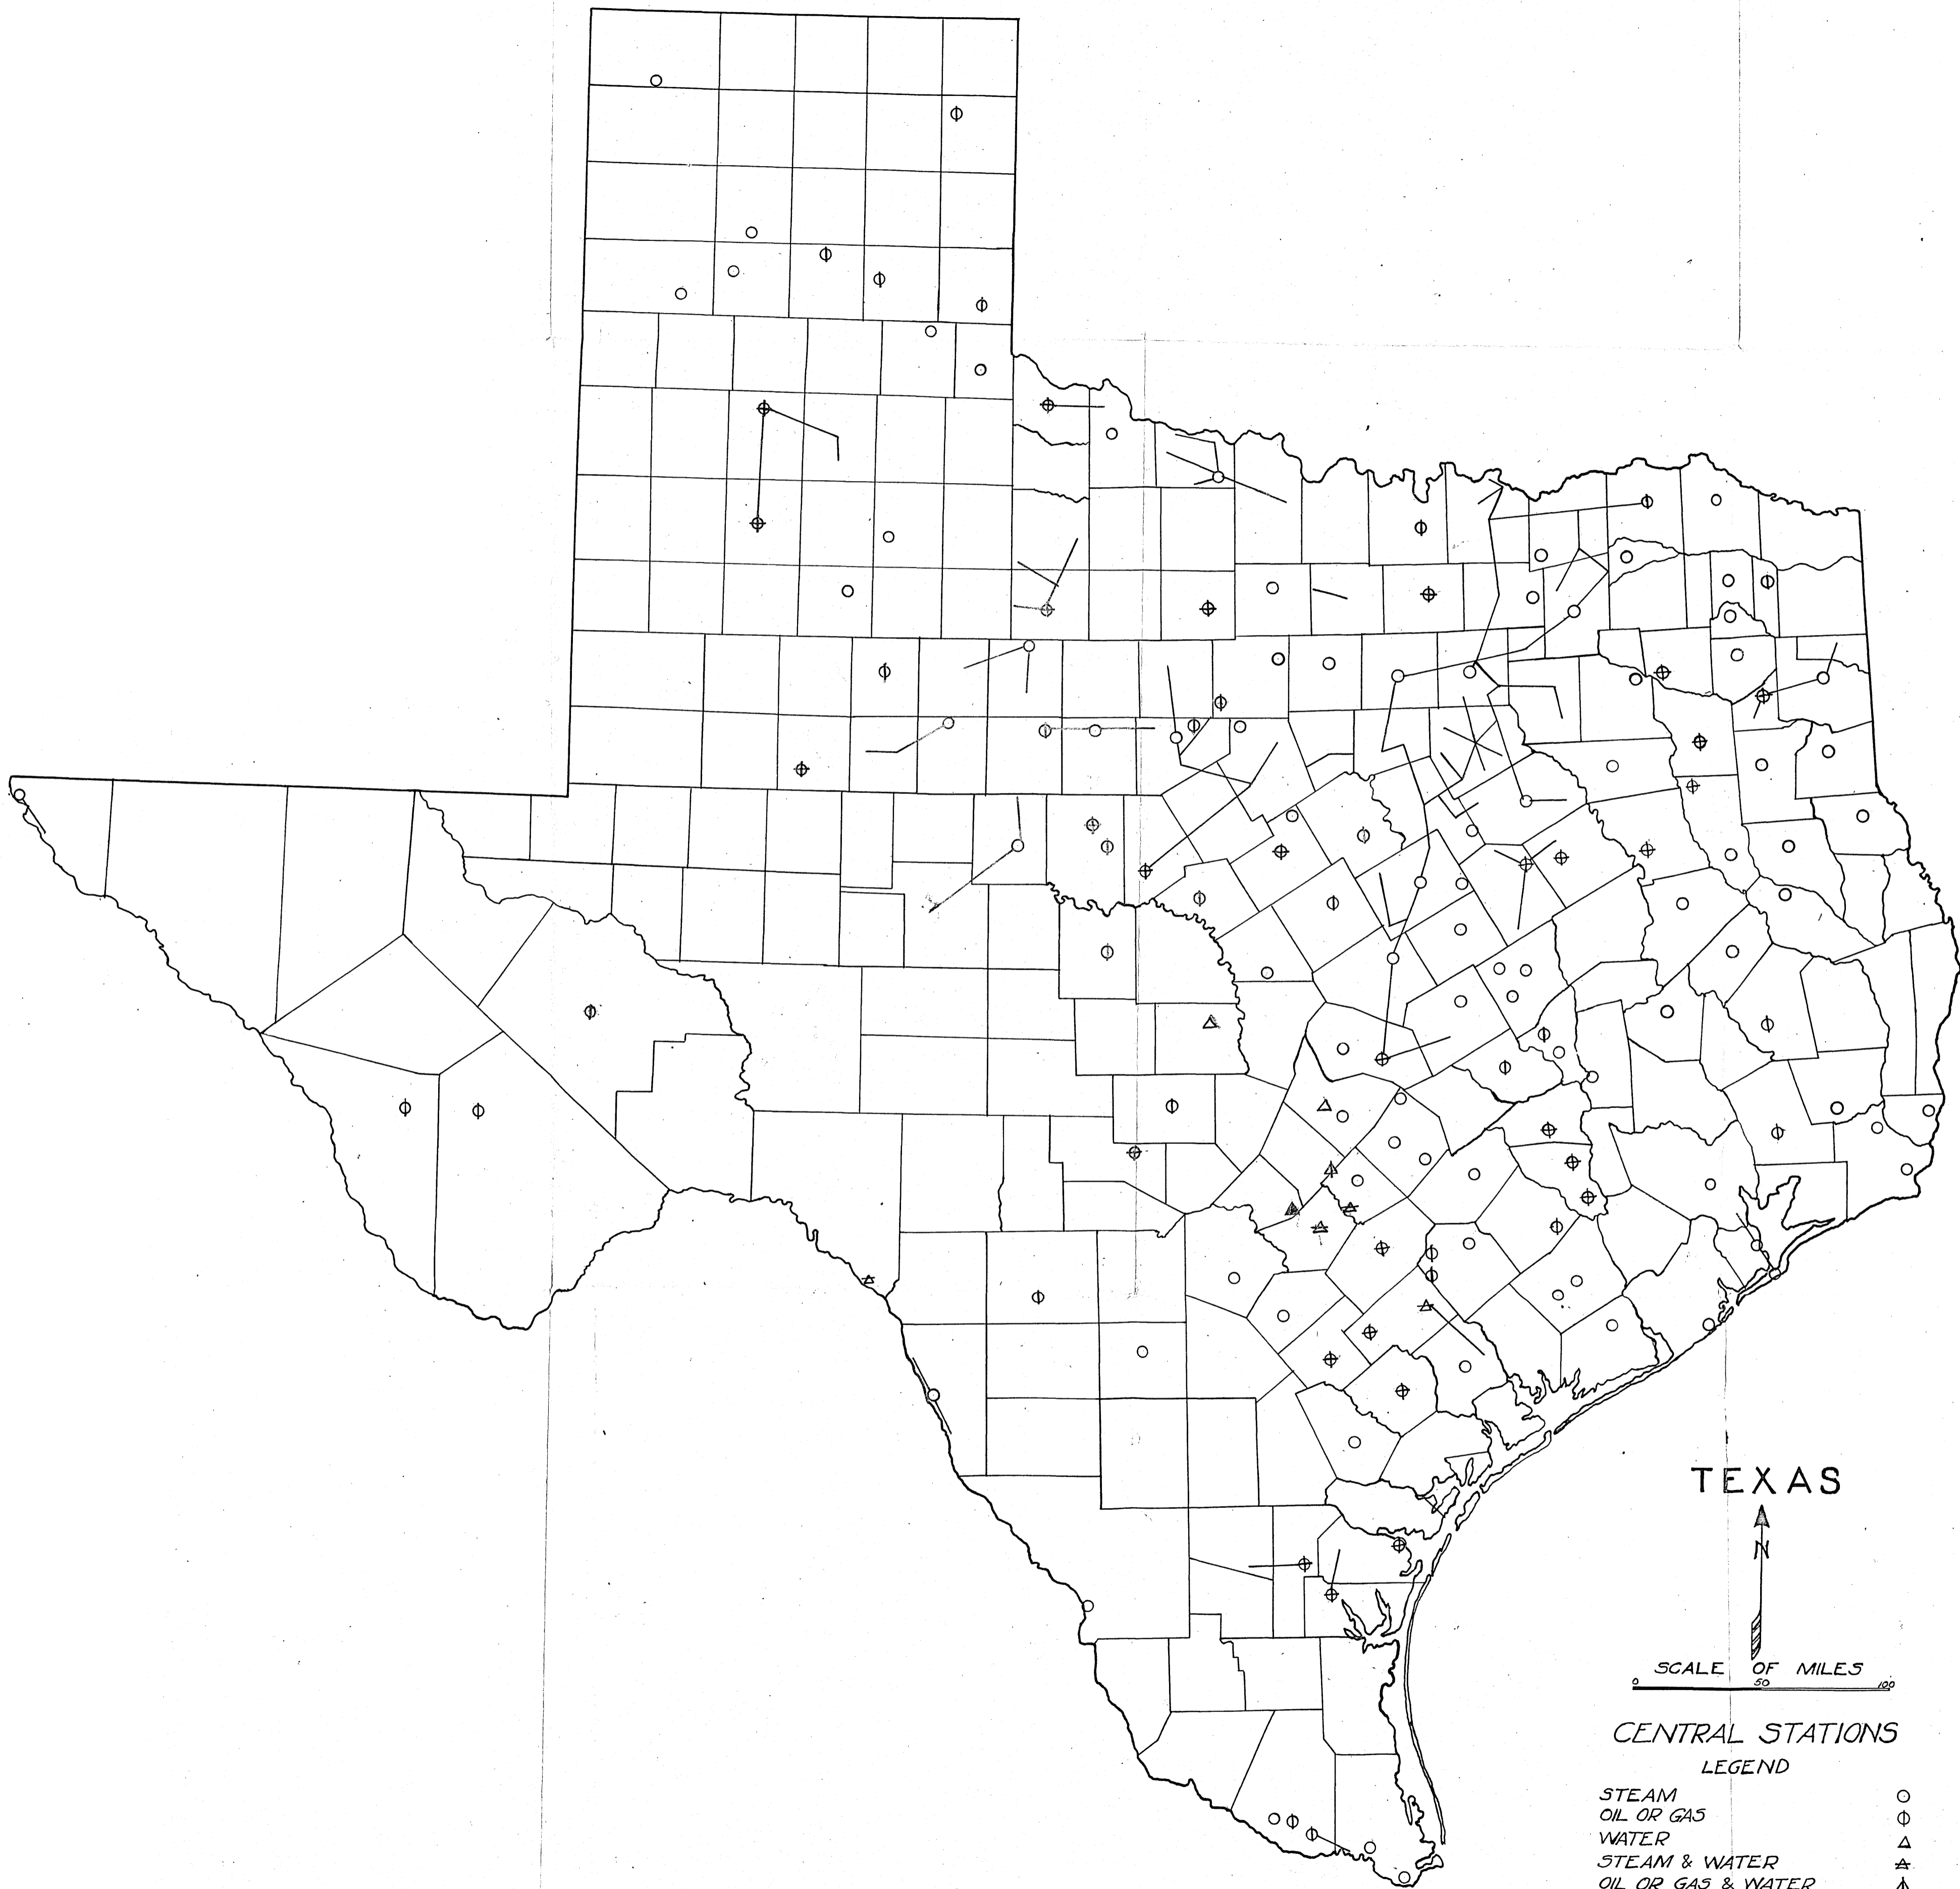 TEXAS
N
SCALE OF MILES
0 50 100
CENTRAL STATIONS
LEGEND
STEAM
OIL OR GAS
WATER
STEAM & WATER
OIL OR GAS & WATER